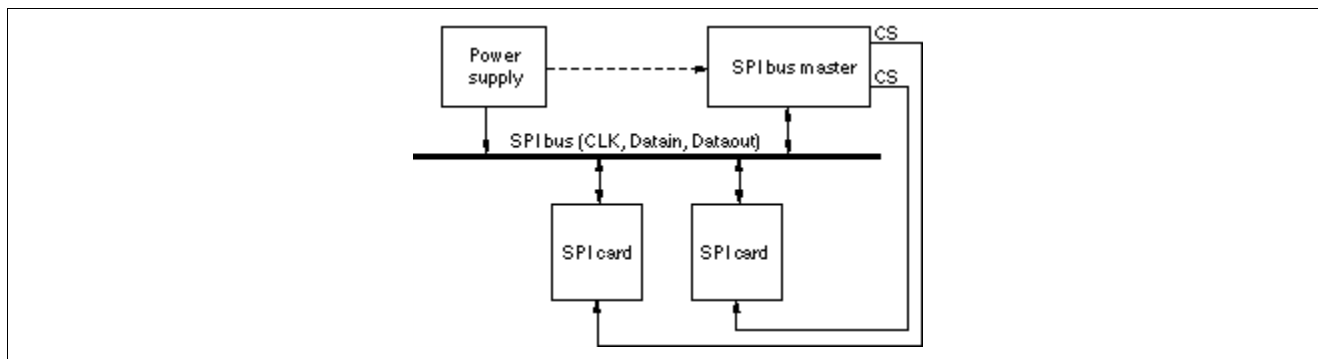 Power
supply
SPI bus master
CS
CS
SPI bus (CLK, Datain, Dataout)
SPI card
SPI card